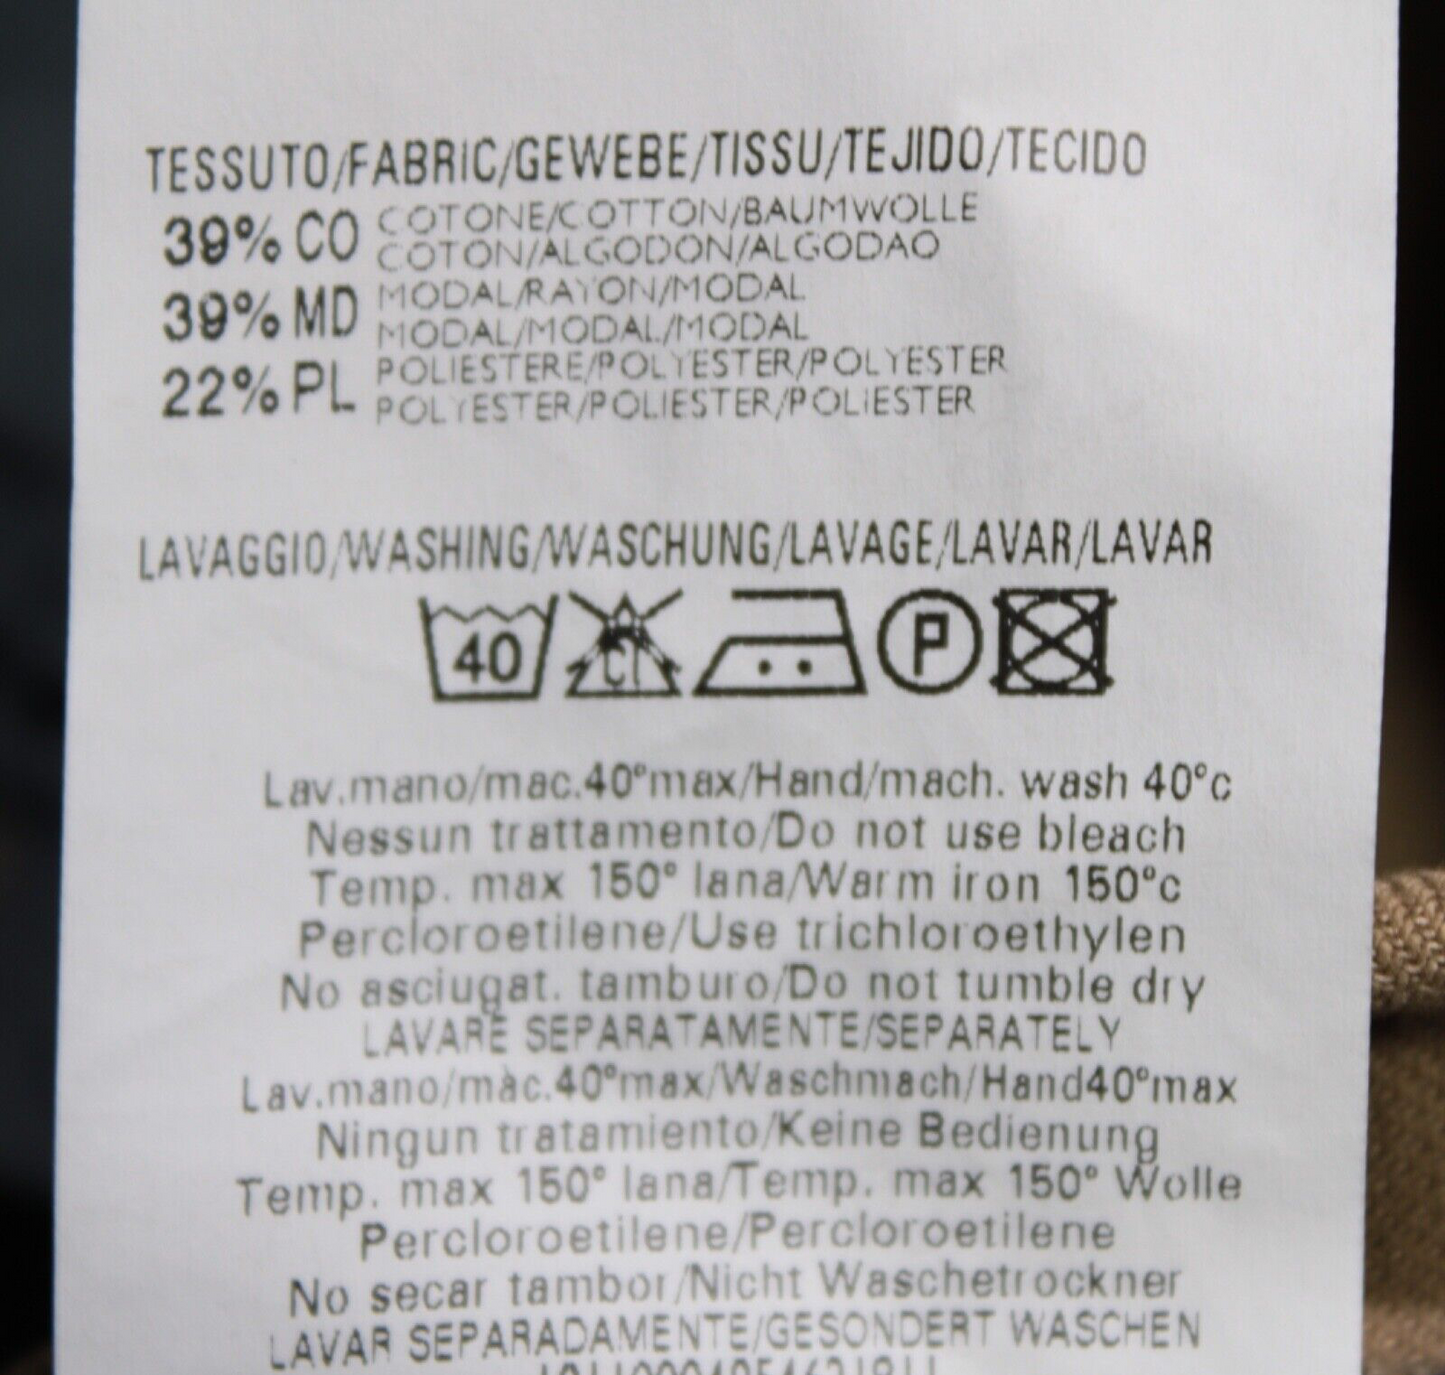 TESSUTO/FABRIC/GEWEBE/TISSU/TEJIDO/TECIDO
39% CO COTONE/COTTON/BAUMWOLLE
COTON/ALGODON/ALGODAO
39% MD MODAL/RAYON/MODAL
MODAL/MODAL/MODAL
22% PL POLIESTERE/POLYESTER/POLYESTER
POLYESTER/POLIESTER/POLIESTER
LAVAGGIO/WASHING/WASCHUNG/LAVAGE/LAVAR/LAVAR
40 Cl P
Lav.mano/mac.40°max/Hand/mach. wash 40°c
Nessun trattamento/Do not use bleach
Temp. max 150° lana/Warm iron 150°c
Percloroetilene/Use trichloroethylen
No asciugat. tamburo/Do not tumble dry
LAVARE SEPARATAMENTE/SEPARATELY
Lav.mano/màc.40°max/Waschmach/Hand40°max
Ningun tratamiento/Keine Bedienung
Temp. max 150° lana/Temp. max 150° Wolle
Percloroetilene/Percloroetilene
No secar tambor/Nicht Waschetrockner
LAVAR SEPARADAMENTE/GESONDERT WASCHEN